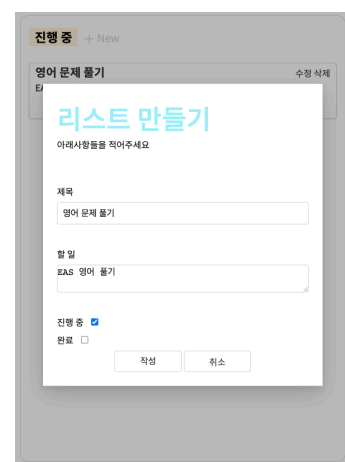 진행 중 + New
영어 문제 풀기 수정 삭제
리스트 만들기
아래사항들을 적어주세요
제목
영어 문제 풀기
할 일
EAS 영어 풀기
진행 중
완료
작성 취소